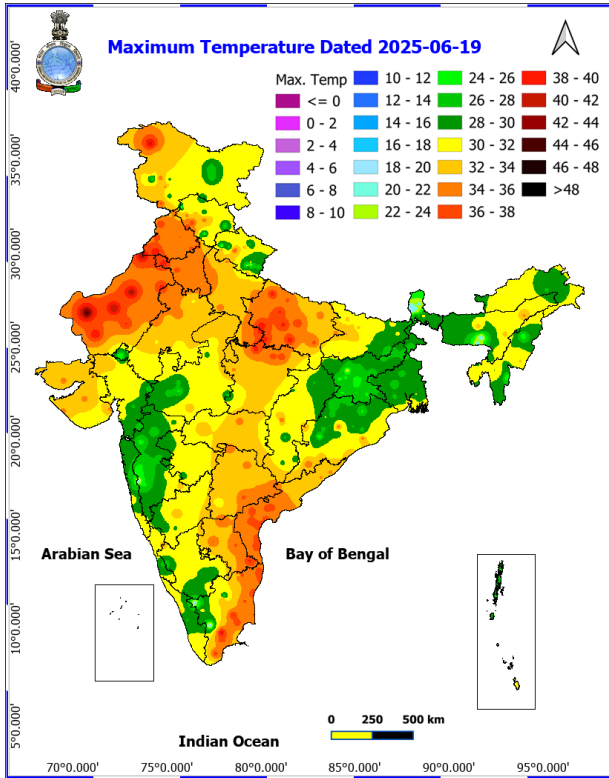 Maximum Temperature Dated 2025-06-19
Max. Temp
<= 0
0 - 2
2 - 4
4 - 6
6 - 8
8 - 10
10 - 12
12 - 14
14 - 16
16 - 18
18 - 20
20 - 22
22 - 24
24 - 26
26 - 28
28 - 30
30 - 32
32 - 34
34 - 36
36 - 38
38 - 40
40 - 42
42 - 44
44 - 46
46 - 48
>48
40°0.000'
35°0.000'
30°0.000'
25°0.000'
20°0.000'
15°0.000'
10°0.000'
5°0.000'
Arabian Sea
Bay of Bengal
Indian Ocean
0 250 500 km
70°0.000' 75°0.000' 80°0.000' 85°0.000' 90°0.000' 95°0.000'